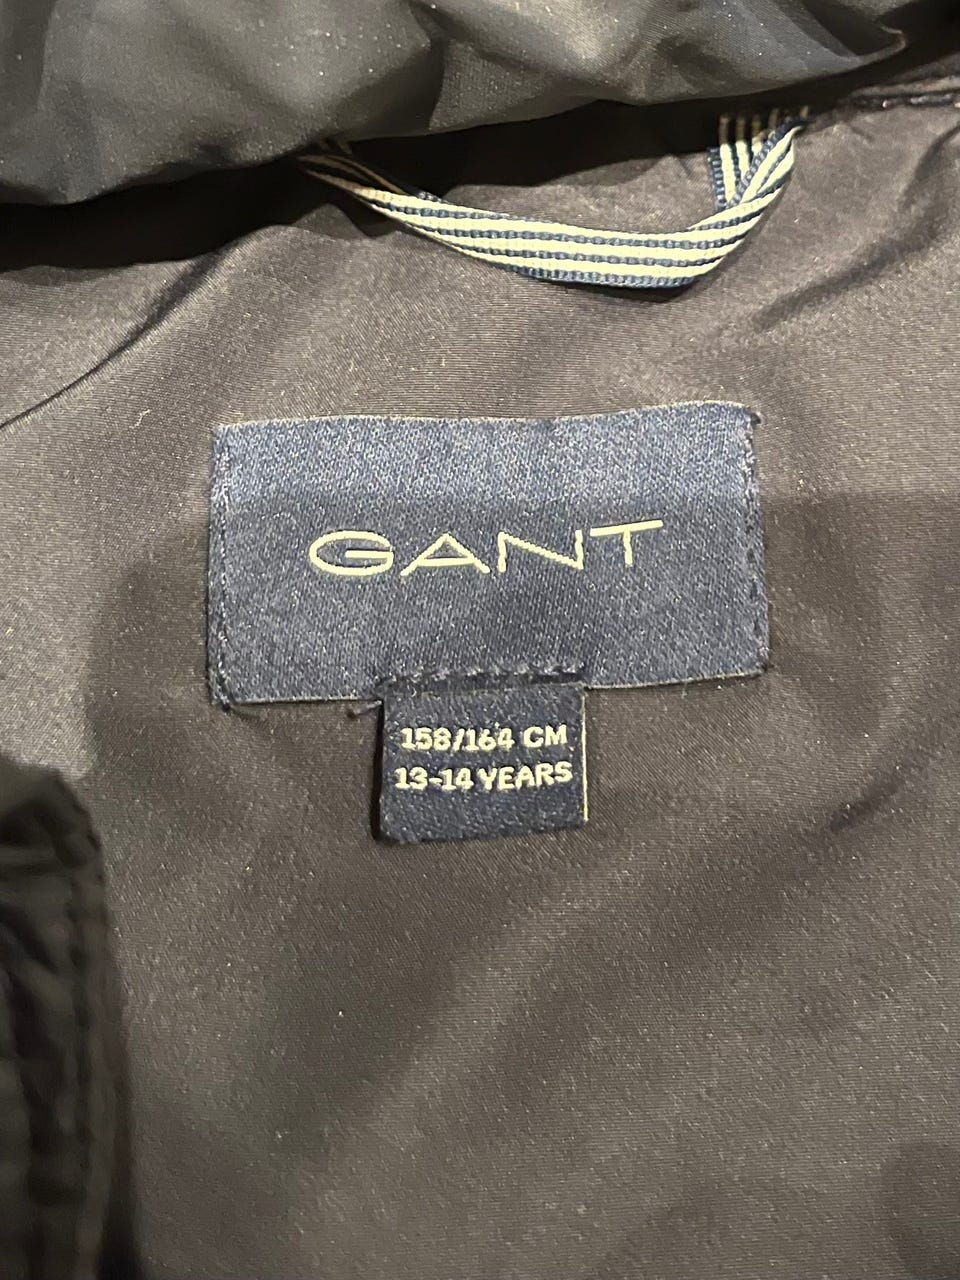 GANT
158/164 CM
13-14 YEARS